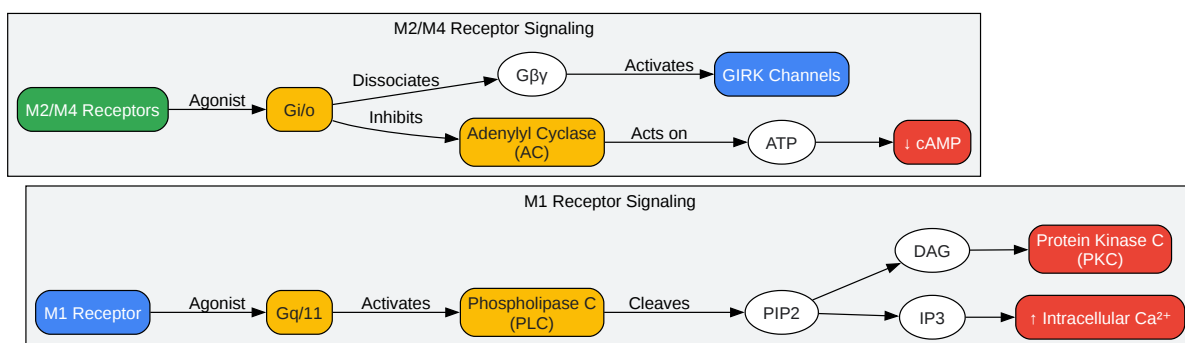 M2/M4 Receptor Signaling
Gβγ
Activates
GIRK Channels
Dissociates
M2/M4 Receptors
Agonist
Gi/o
Inhibits
Adenylyl Cyclase
(AC)
Acts on
ATP
↓ cAMP
M1 Receptor Signaling
DAG
Protein Kinase C
(PKC)
M1 Receptor
Agonist
Gq/11
Activates
Phospholipase C
(PLC)
Cleaves
PIP2
IP3
↑ Intracellular Ca²⁺